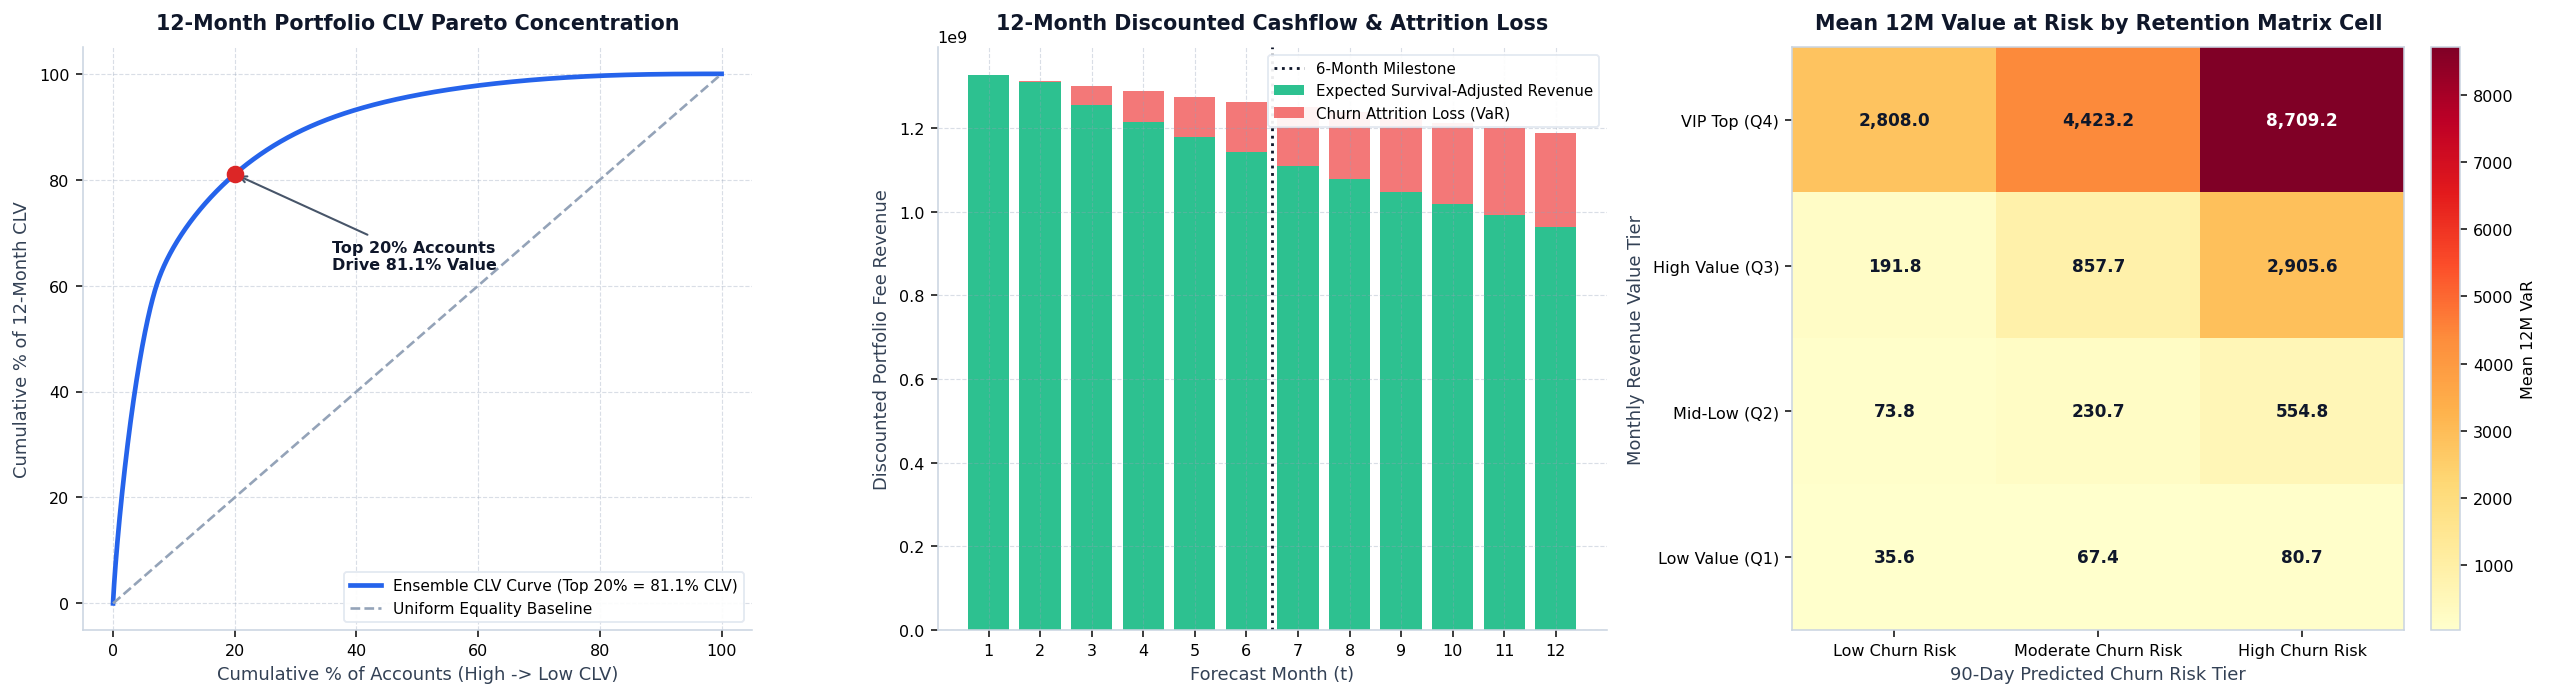 12-Month Portfolio CLV Pareto Concentration
Cumulative % of 12-Month CLV
100
80
60
40
20
0
Top 20% Accounts
Drive 81.1% Value
Ensemble CLV Curve (Top 20% = 81.1% CLV)
Uniform Equality Baseline
0 20 40 60 80 100
Cumulative % of Accounts (High -> Low CLV)
12-Month Discounted Cashflow & Attrition Loss
1e9
Discounted Portfolio Fee Revenue
1.2
1.0
0.8
0.6
0.4
0.2
0.0
6-Month Milestone
Expected Survival-Adjusted Revenue
Churn Attrition Loss (VaR)
1 2 3 4 5 6 7 8 9 10 11 12
Forecast Month (t)
Mean 12M Value at Risk by Retention Matrix Cell
Monthly Revenue Value Tier
VIP Top (Q4) 2,808.0 4,423.2 8,709.2
High Value (Q3) 191.8 857.7 2,905.6
Mid-Low (Q2) 73.8 230.7 554.8
Low Value (Q1) 35.6 67.4 80.7
Low Churn Risk Moderate Churn Risk High Churn Risk
90-Day Predicted Churn Risk Tier
8000
7000
6000
5000
4000
3000
2000
1000
Mean 12M VaR